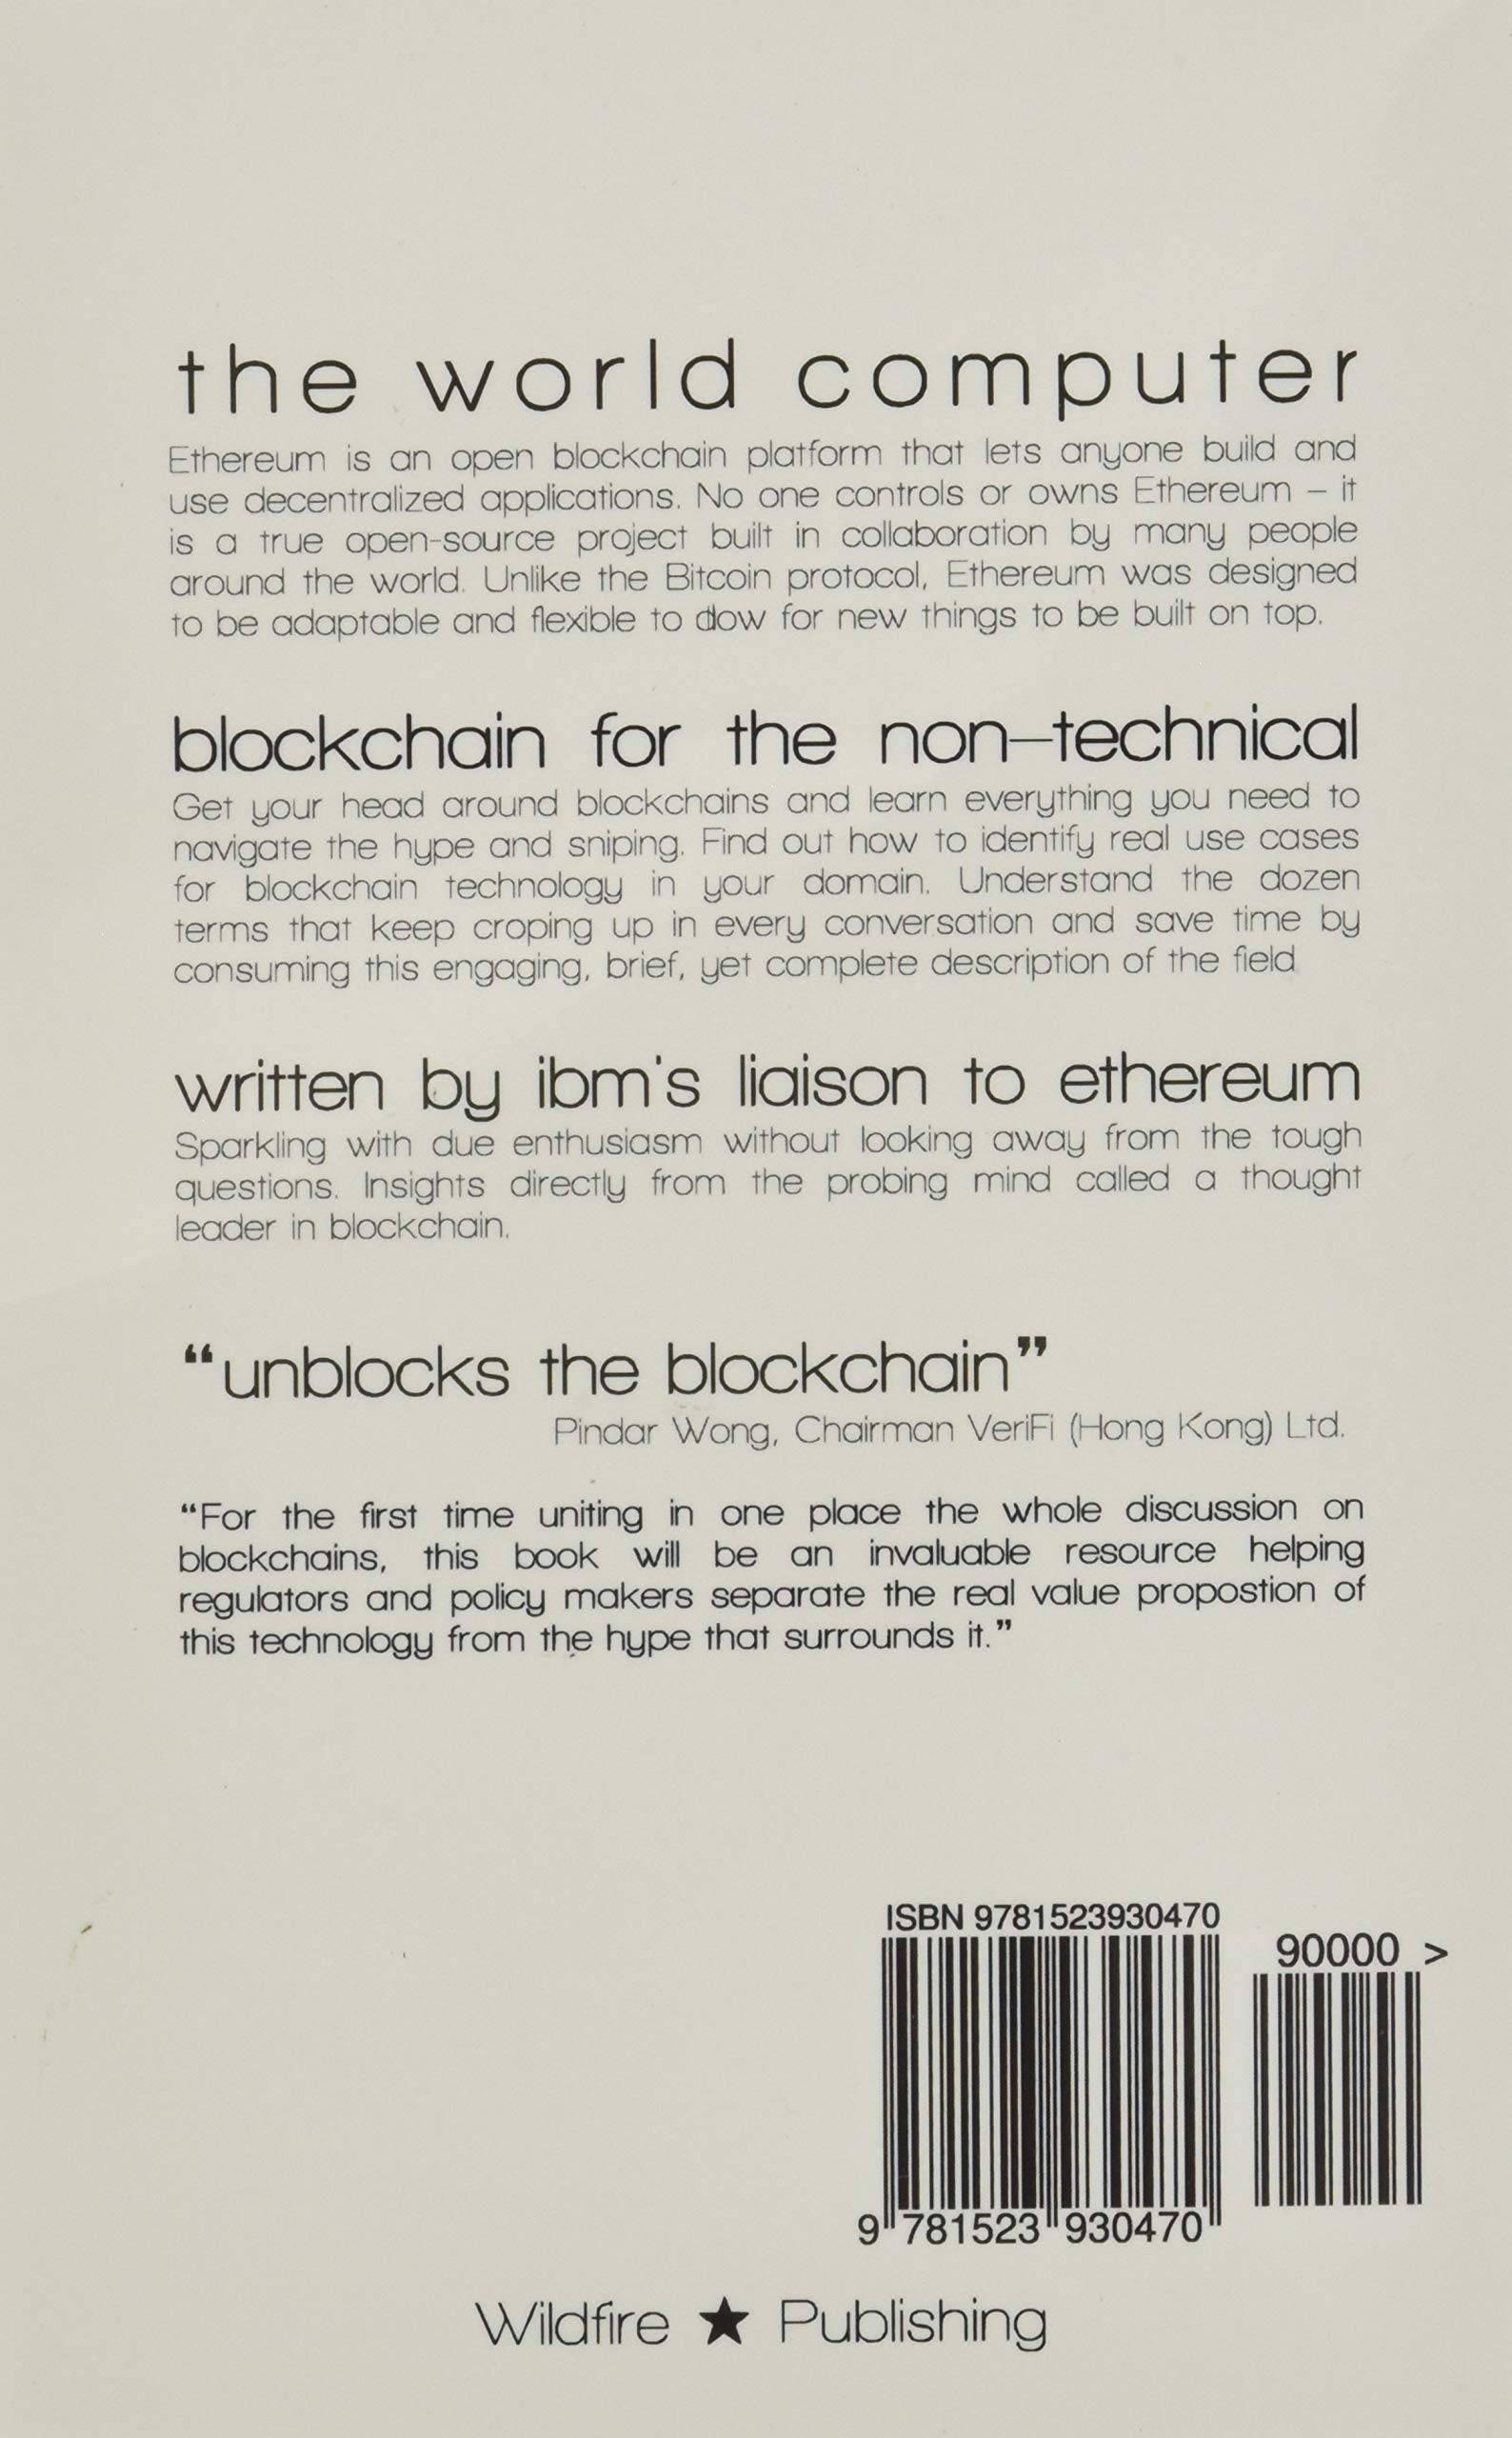 the world computer
Ethereum is an open blockchain platform that lets anyone build and
use decentralized applications. No one controls or owns Ethereum – it
is a true open-source project built in collaboration by many people
around the world. Unlike the Bitcoin protocol, Ethereum was designed
to be adaptable and flexible to allow for new things to be built on top.
blockchain for the non–technical
Get your head around blockchains and learn everything you need to
navigate the hype and sniping. Find out how to identify real use cases
for blockchain technology in your domain. Understand the dozen
terms that keep croping up in every conversation and save time by
consuming this engaging, brief, yet complete description of the field
written by ibm's liaison to ethereum
Sparkling with due enthusiasm without looking away from the tough
questions. Insights directly from the probing mind called a thought
leader in blockchain.
“unblocks the blockchain”
Pindar Wong, Chairman VeriFi (Hong Kong) Ltd.
“For the first time uniting in one place the whole discussion on
blockchains, this book will be an invaluable resource helping
regulators and policy makers separate the real value propostion of
this technology from the hype that surrounds it.”
ISBN 9781523930470
90000 >
9 781523 930470
Wildfire ★ Publishing